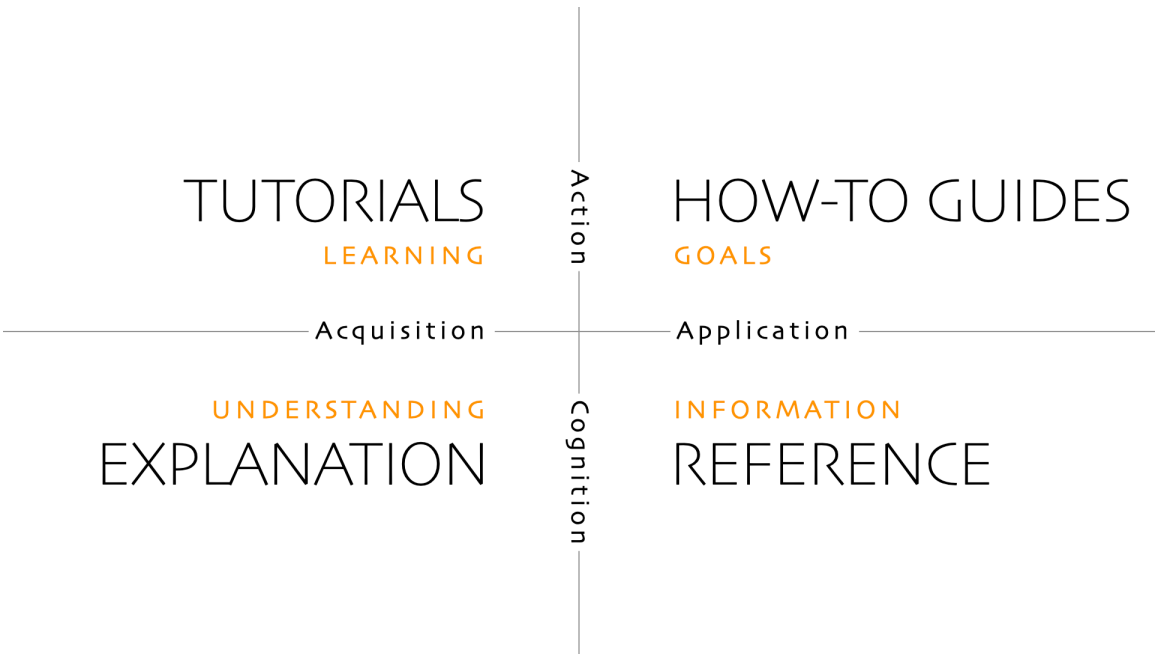 TUTORIALS
LEARNING
Action
HOW-TO GUIDES
GOALS
Acquisition
Application
UNDERSTANDING
EXPLANATION
Cognition
INFORMATION
REFERENCE